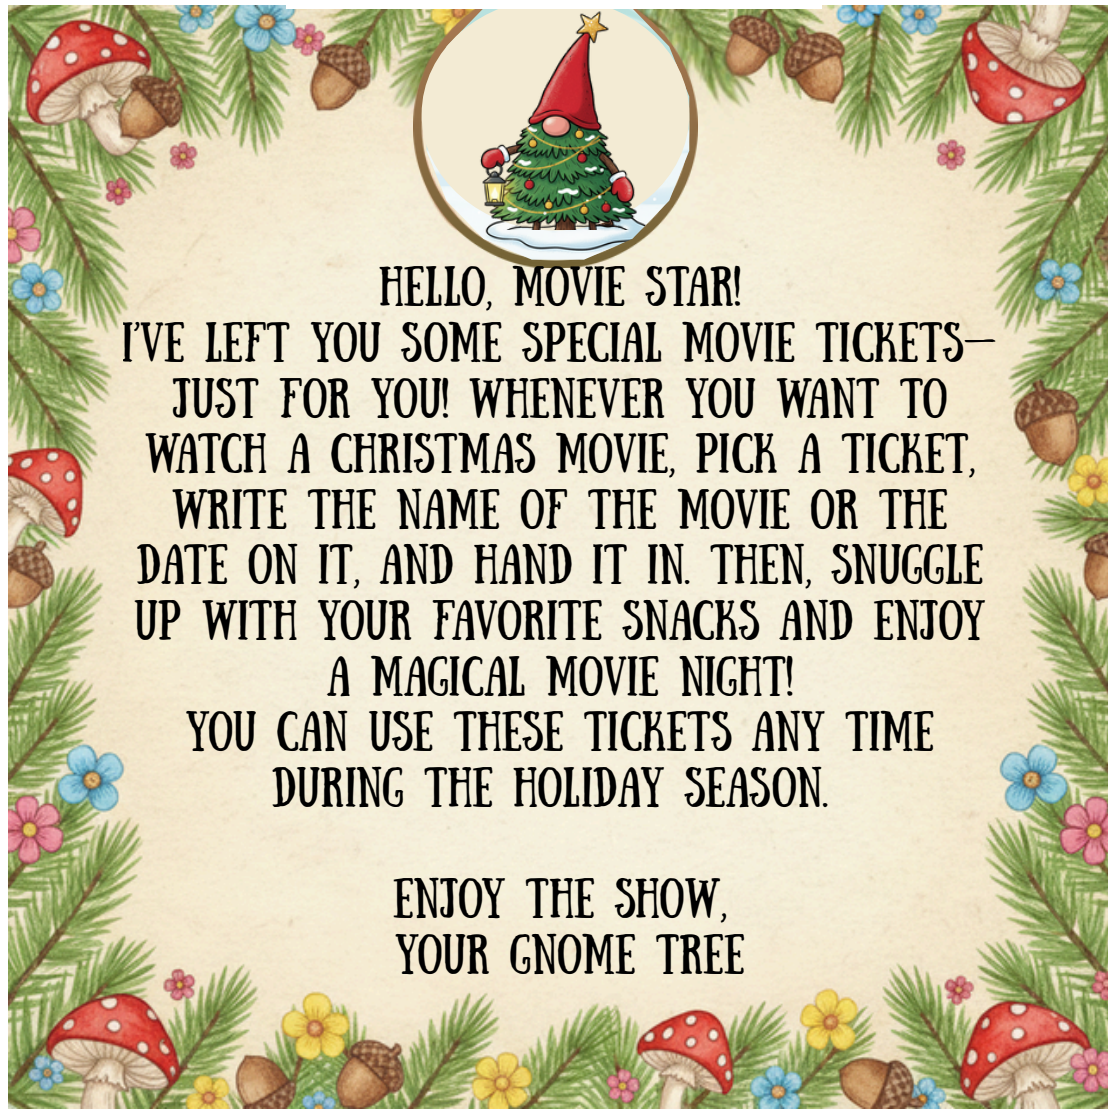 HELLO, MOVIE STAR!
I'VE LEFT YOU SOME SPECIAL MOVIE TICKETS—
JUST FOR YOU! WHENEVER YOU WANT TO
WATCH A CHRISTMAS MOVIE, PICK A TICKET,
WRITE THE NAME OF THE MOVIE OR THE
DATE ON IT, AND HAND IT IN. THEN, SNUGGLE
UP WITH YOUR FAVORITE SNACKS AND ENJOY
A MAGICAL MOVIE NIGHT!
YOU CAN USE THESE TICKETS ANY TIME
DURING THE HOLIDAY SEASON.
ENJOY THE SHOW,
YOUR GNOME TREE